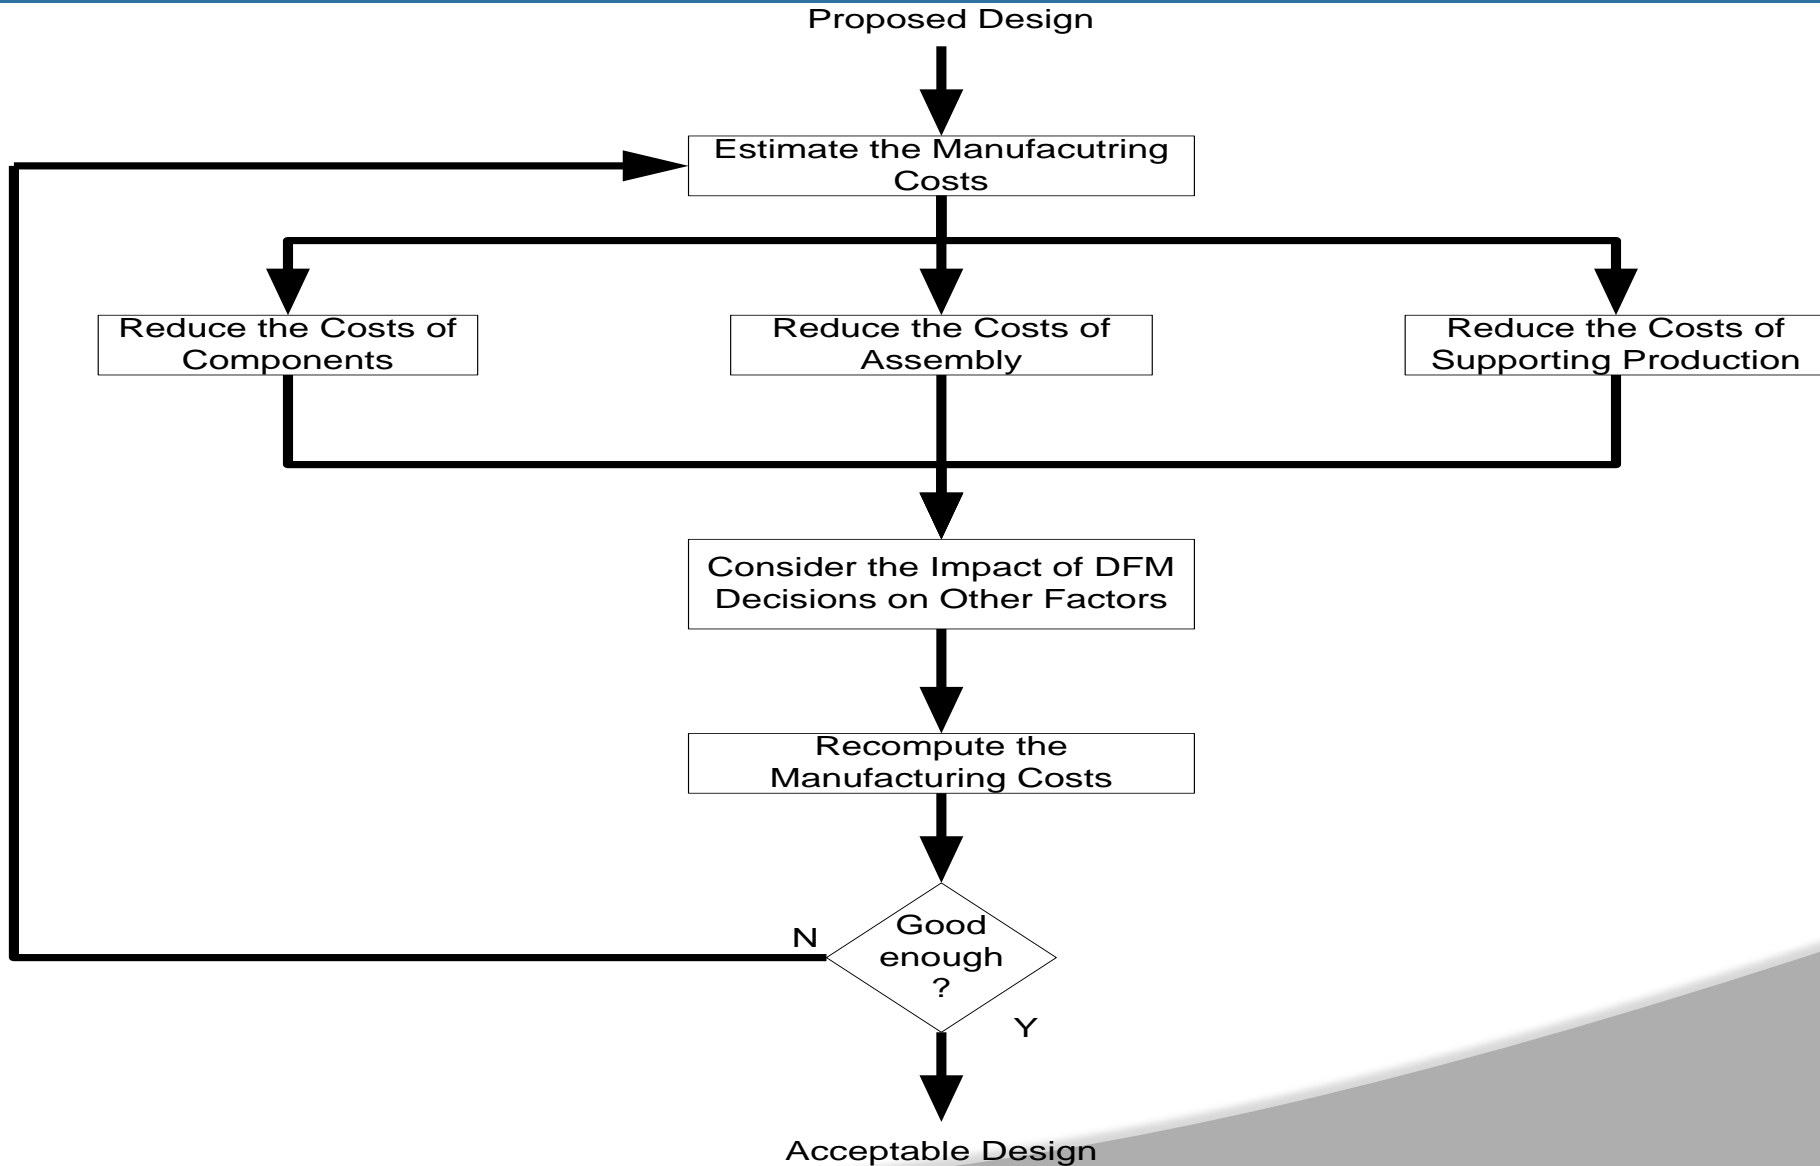 Proposed Design
Estimate the Manufacutring
Costs
Reduce the Costs of
Components
Reduce the Costs of
Assembly
Reduce the Costs of
Supporting Production
Consider the Impact of DFM
Decisions on Other Factors
Recompute the
Manufacturing Costs
Good
enough
?
N
Y
Acceptable Design